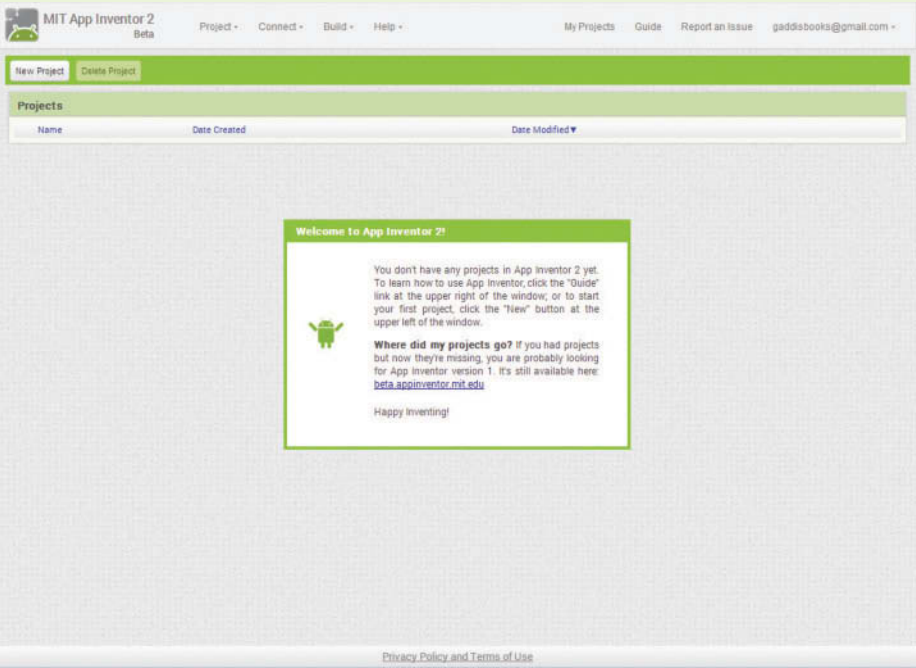 MIT App Inventor 2
Beta
Project Connect Build Help My Projects Guide Report an Issue gaddisbooks@gmail.com
New Project Delete Project
Projects
Name Date Created Date Modified▼
Welcome to App Inventor 2!
You don't have any projects in App Inventor 2 yet.
To learn how to use App Inventor, click the "Guide"
link at the upper right of the window; or to start
your first project, click the "New" button at the
upper left of the window.
Where did my projects go? If you had projects
but now they're missing, you are probably looking
for App Inventor version 1. It's still available here:
beta.appinventor.mit.edu
Happy Inventing!
Privacy Policy and Terms of Use